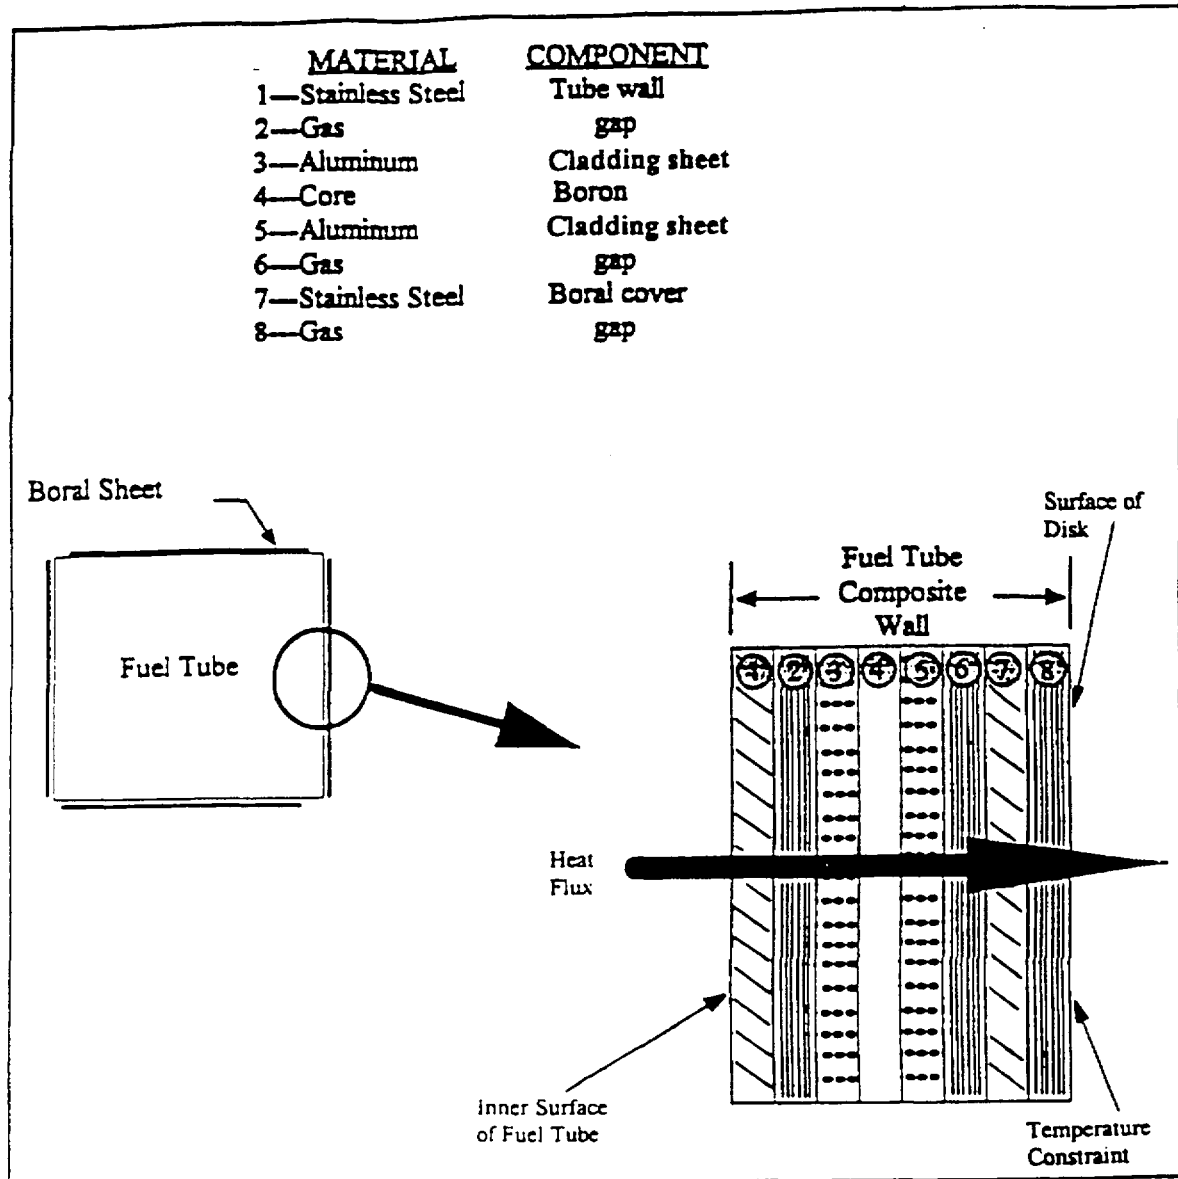 MATERIAL COMPONENT
1—Stainless Steel Tube wall
2—Gas gap
3—Aluminum Cladding sheet
4—Core Boron
5—Aluminum Cladding sheet
6—Gas gap
7—Stainless Steel Boral cover
8—Gas gap
Boral Sheet
Fuel Tube
Surface of
Disk
Fuel Tube
Composite
Wall
1 2 3 4 5 6 7 8
Heat
Flux
Inner Surface
of Fuel Tube
Temperature
Constraint